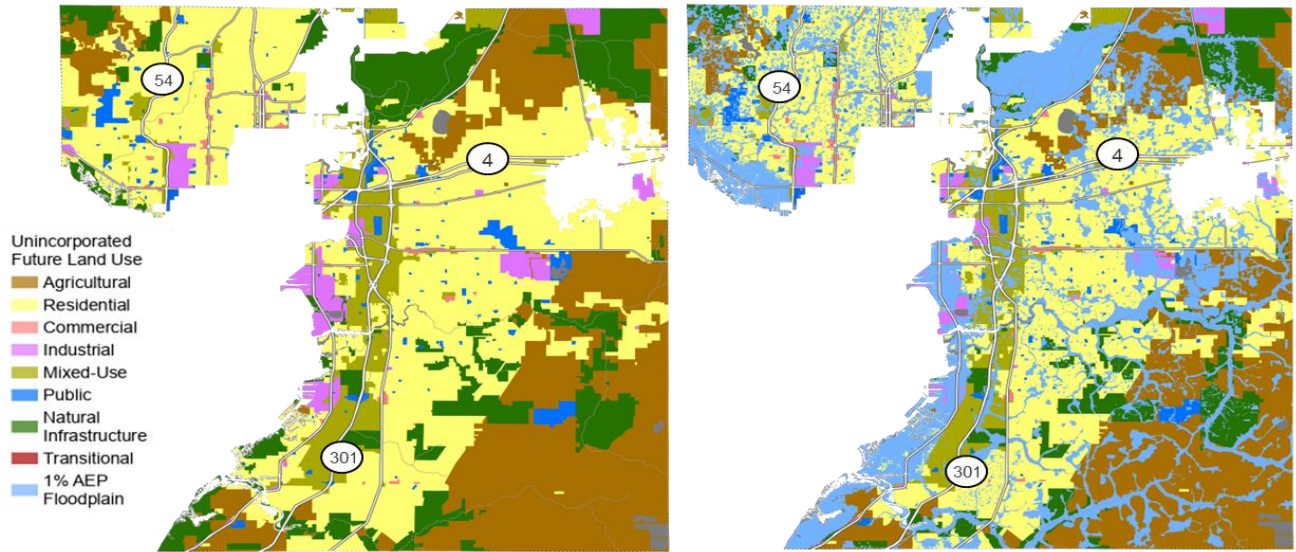 54
4
301
Unincorporated
Future Land Use
Agricultural
Residential
Commercial
Industrial
Mixed-Use
Public
Natural
Infrastructure
Transitional
1% AEP
Floodplain
54
4
301